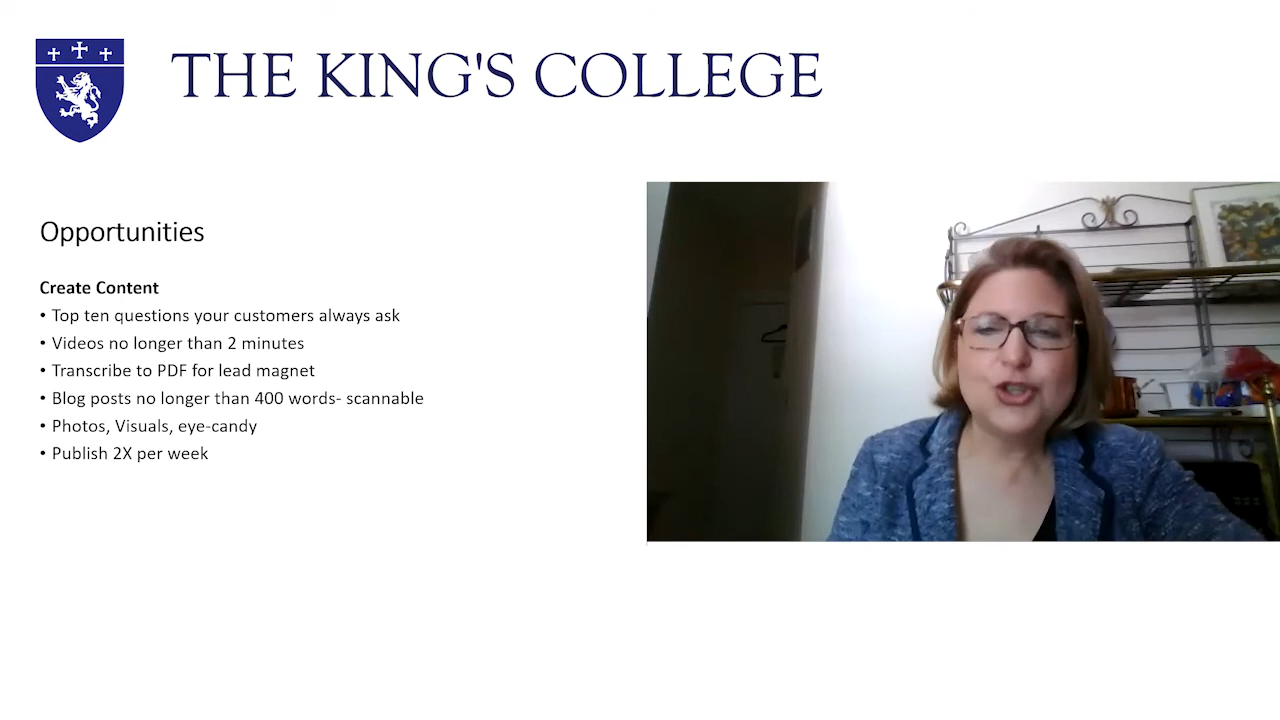 THE KING'S COLLEGE
Opportunities
Create Content
• Top ten questions your customers always ask
• Videos no longer than 2 minutes
• Transcribe to PDF for lead magnet
• Blog posts no longer than 400 words- scannable
• Photos, Visuals, eye-candy
• Publish 2X per week